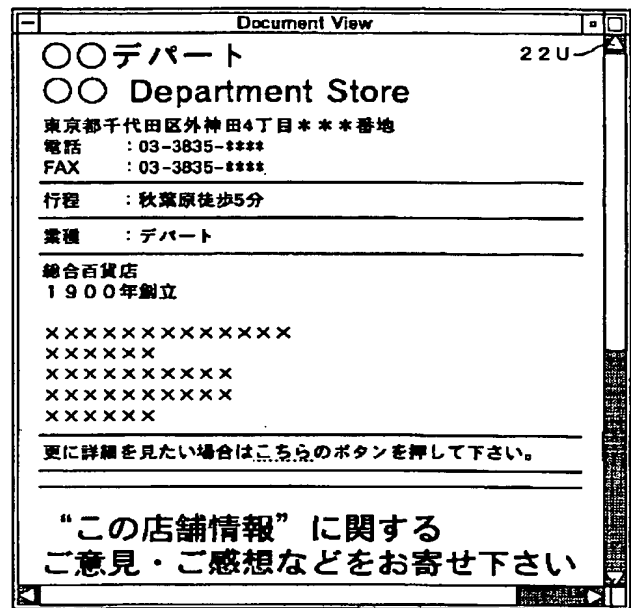 Document View
22U
○○デパート
○○ Department Store
東京都千代田区外神田4丁目＊＊＊番地
電話　：03-3835-****
FAX　：03-3835-****
行程　：秋葉原徒歩5分
業種　：デパート
総合百貨店
１９００年創立
×××××××××××××
××××××
××××××××××
××××××××××
××××××
更に詳細を見たい場合はこちらのボタンを押して下さい。
“この店舗情報”に関する
ご意見・ご感想などをお寄せ下さい